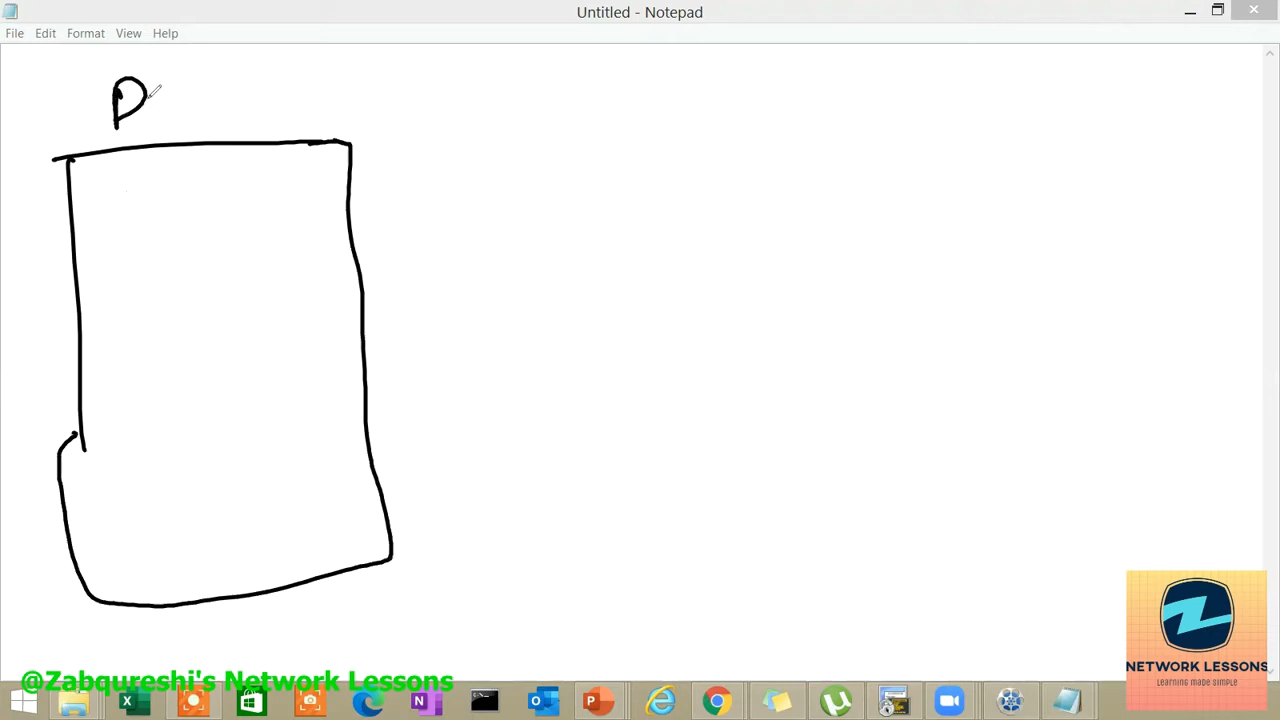 Untitled - Notepad
File Edit Format View Help
D
@Zabqureshi's Network Lessons
NETWORK LESSONS
Learning made simple